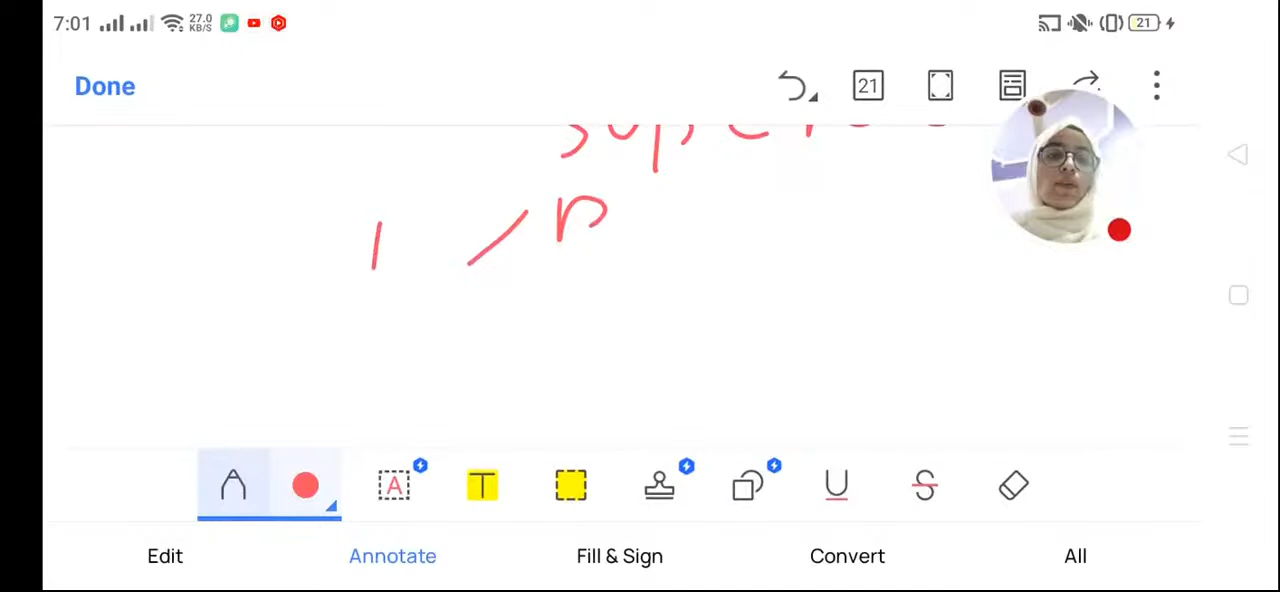 7:01 27.0 KB/S 21
Done 21
1 / n
A T U S
Edit Annotate Fill & Sign Convert All